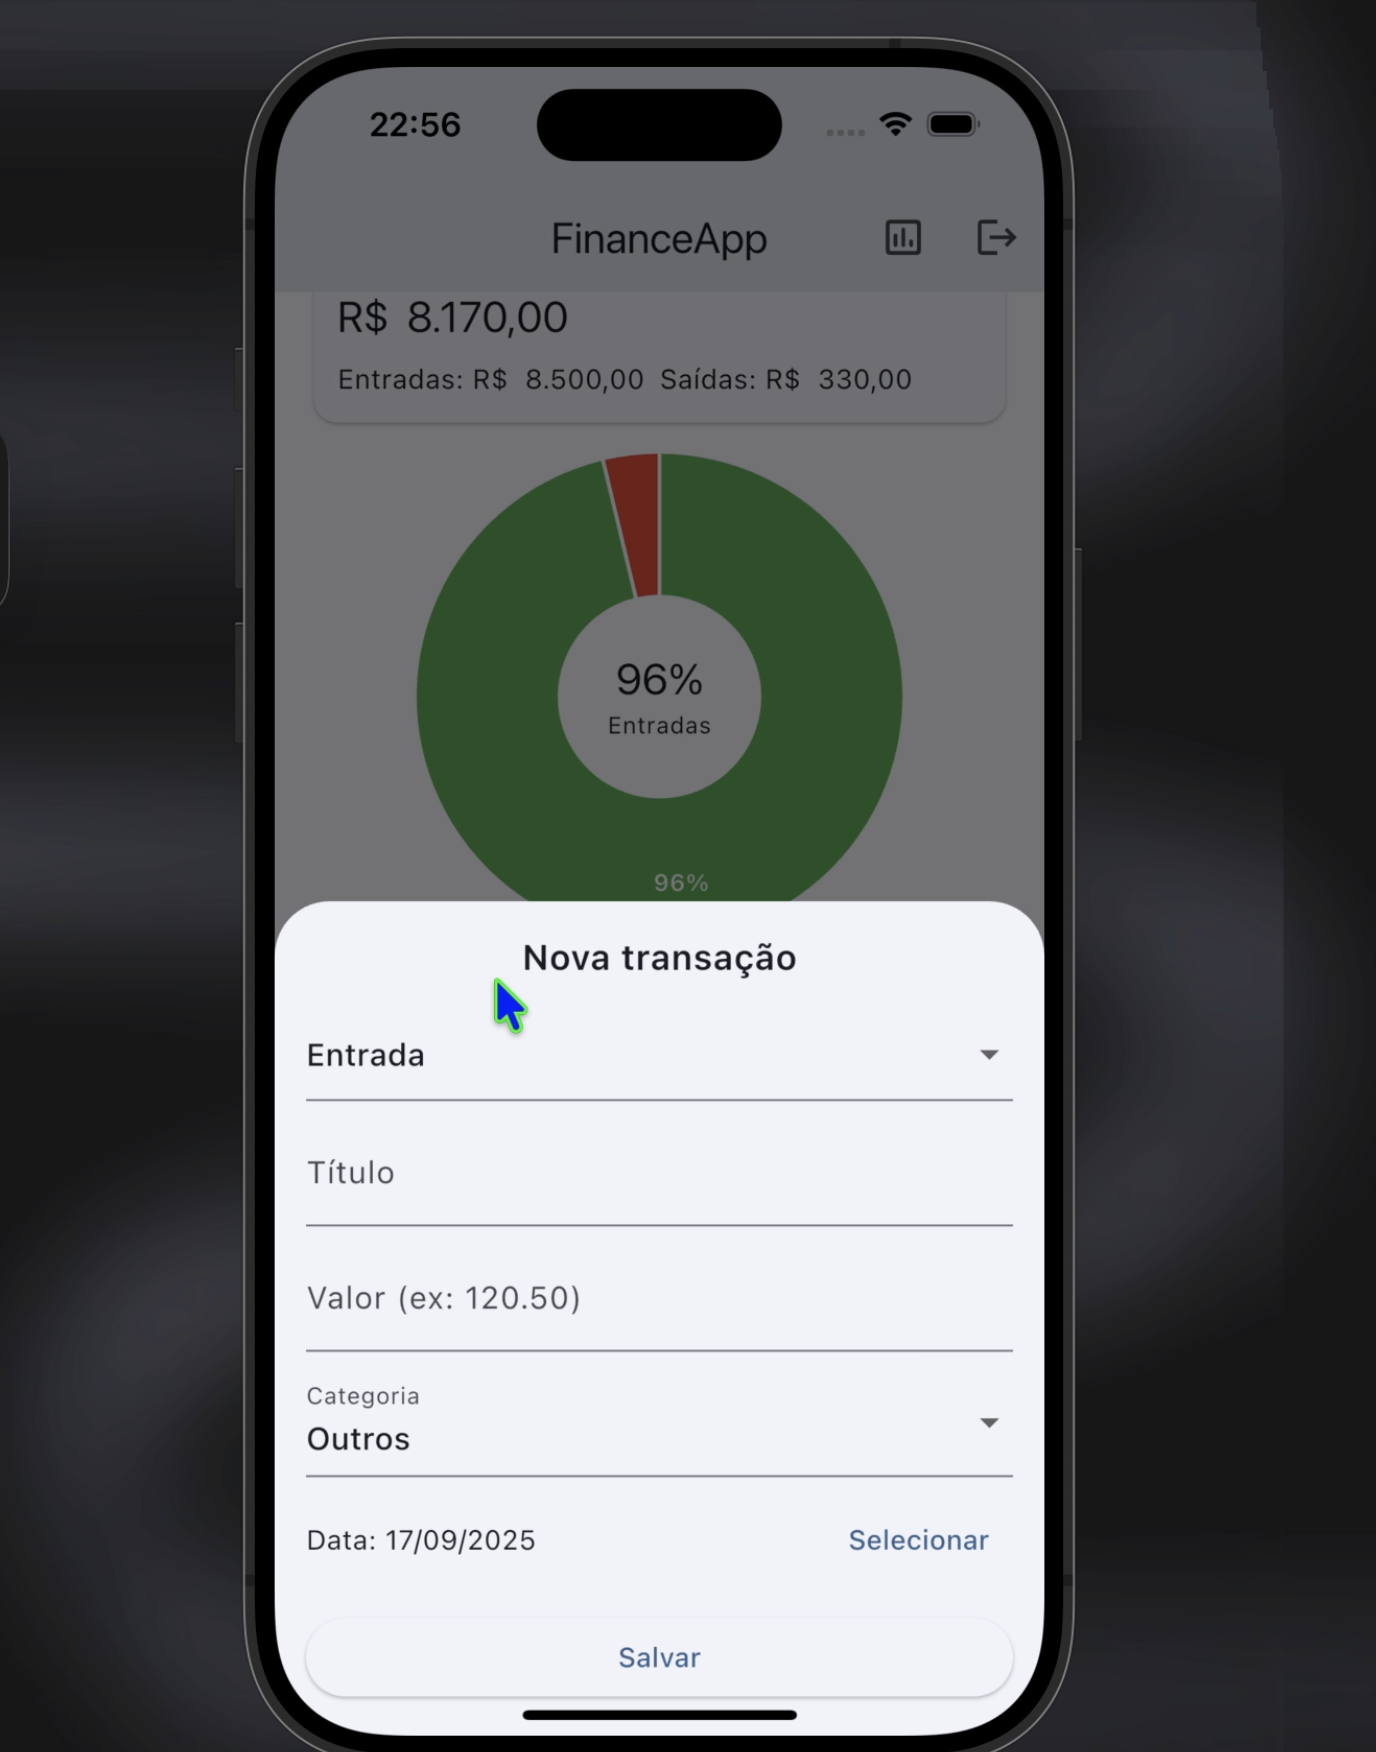 22:56
FinanceApp
R$ 8.170,00
Entradas: R$ 8.500,00 Saídas: R$ 330,00
96%
Entradas
96%
Nova transação
Entrada
Título
Valor (ex: 120.50)
Categoria
Outros
Data: 17/09/2025 Selecionar
Salvar